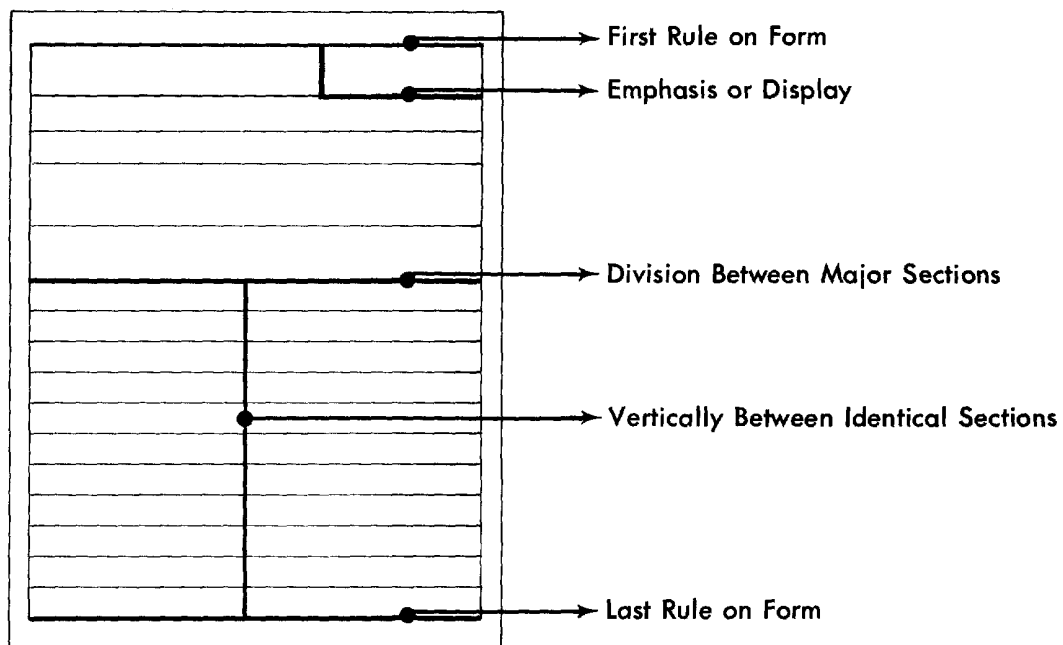 First Rule on Form
Emphasis or Display
Division Between Major Sections
Vertically Between Identical Sections
Last Rule on Form